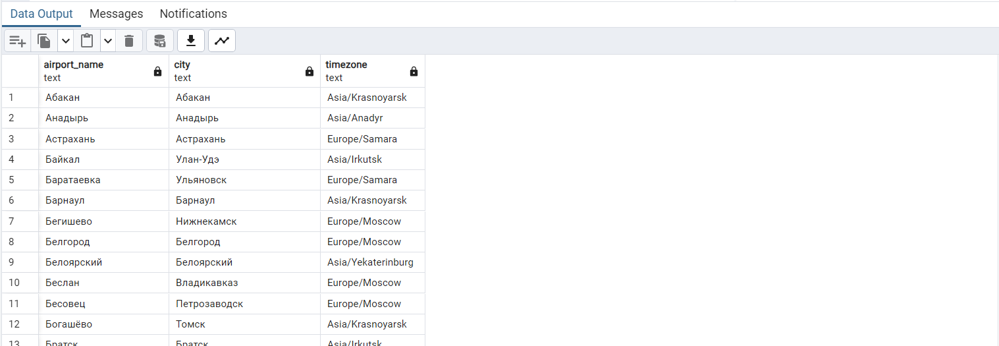 Data Output Messages Notifications
airport_name city timezone
text text text
1 Абакан Абакан Asia/Krasnoyarsk
2 Анадырь Анадырь Asia/Anadyr
3 Астрахань Астрахань Europe/Samara
4 Байкал Улан-Удэ Asia/Irkutsk
5 Баратаевка Ульяновск Europe/Samara
6 Барнаул Барнаул Asia/Krasnoyarsk
7 Бегишево Нижнекамск Europe/Moscow
8 Белгород Белгород Europe/Moscow
9 Белоярский Белоярский Asia/Yekaterinburg
10 Беслан Владикавказ Europe/Moscow
11 Бесовец Петрозаводск Europe/Moscow
12 Богашёво Томск Asia/Krasnoyarsk
13 Братск Братск Asia/Irkutsk